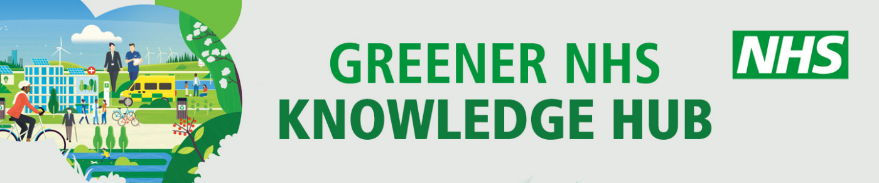 GREENER NHS
KNOWLEDGE HUB
NHS